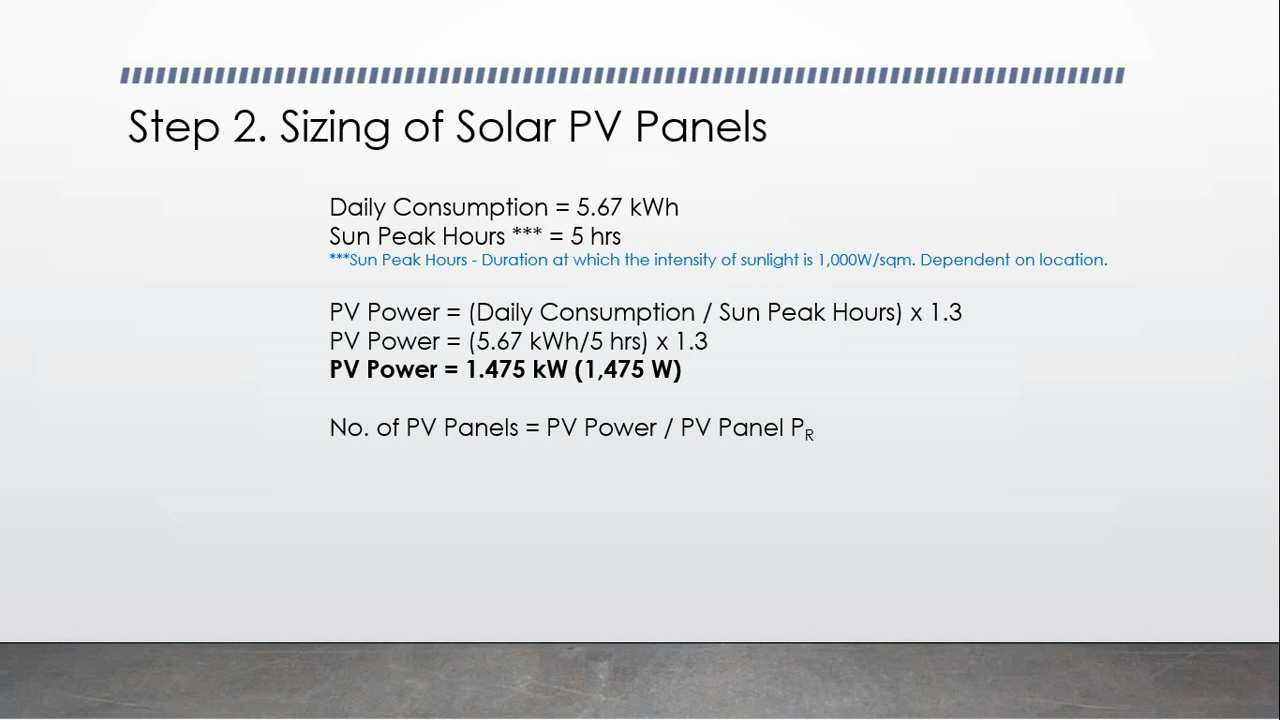 Step 2. Sizing of Solar PV Panels
Daily Consumption = 5.67 kWh
Sun Peak Hours *** = 5 hrs
***Sun Peak Hours - Duration at which the intensity of sunlight is 1,000W/sqm. Dependent on location.
PV Power = (Daily Consumption / Sun Peak Hours) x 1.3
PV Power = (5.67 kWh/5 hrs) x 1.3
PV Power = 1.475 kW (1,475 W)
No. of PV Panels = PV Power / PV Panel P_R